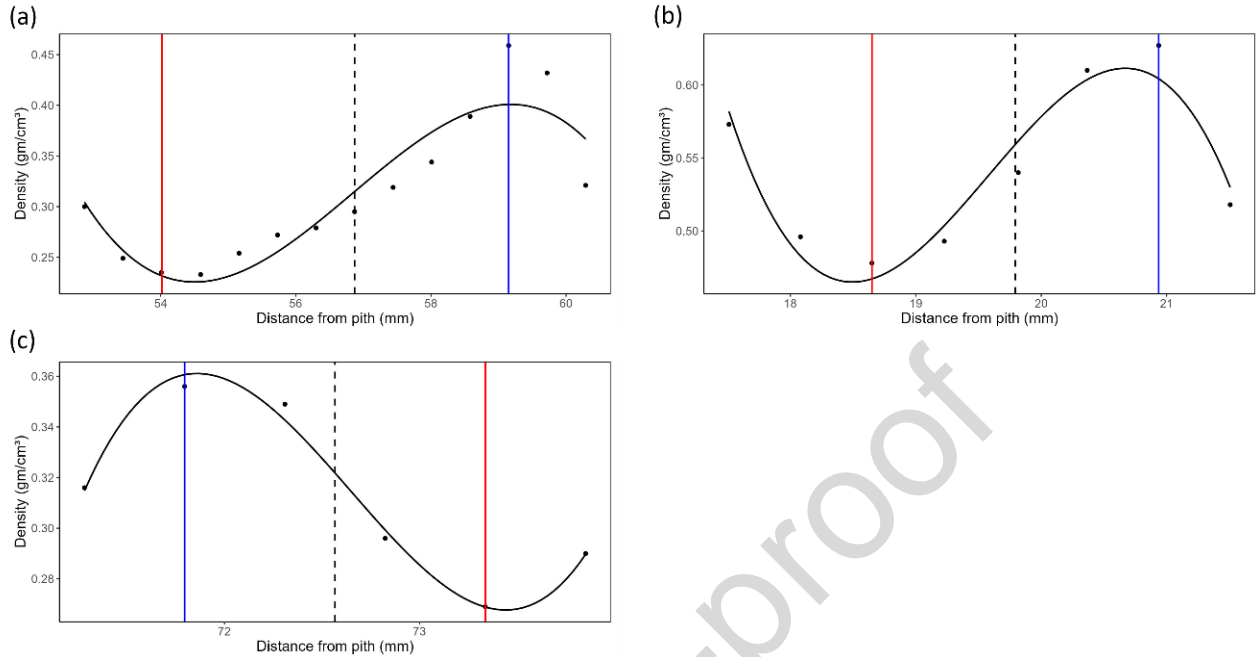 (a)
0.45
0.40
0.35
0.30
0.25
Density (gm/cm³)
54 56 58 60
Distance from pith (mm)
(b)
0.60
0.55
0.50
Density (gm/cm³)
18 19 20 21
Distance from pith (mm)
(c)
0.36
0.32
0.30
0.28
Density (gm/cm³)
72 73
Distance from pith (mm)
proof